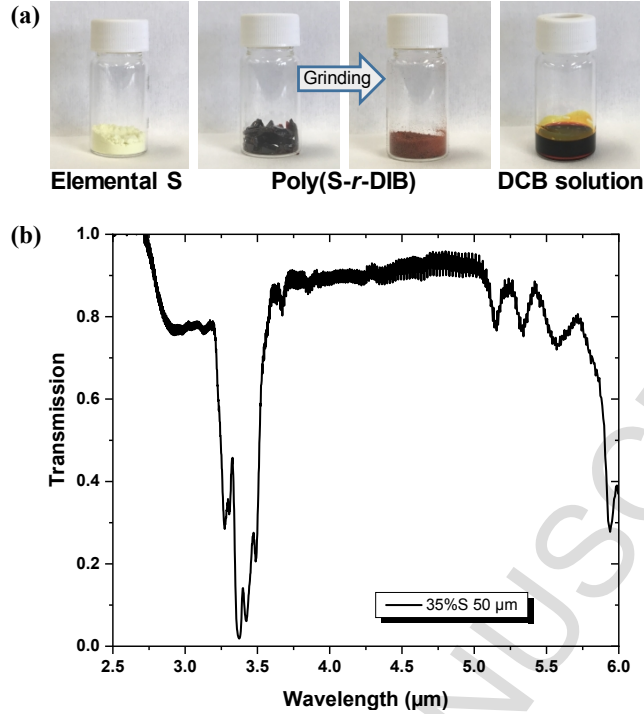 (a)
Grinding
Elemental S
Poly(S-r-DIB)
DCB solution
(b)
1.0
0.8
0.6
0.4
0.2
0.0
Transmission
35%S 50 µm
2.5 3.0 3.5 4.0 4.5 5.0 5.5 6.0
Wavelength (µm)
NUSC